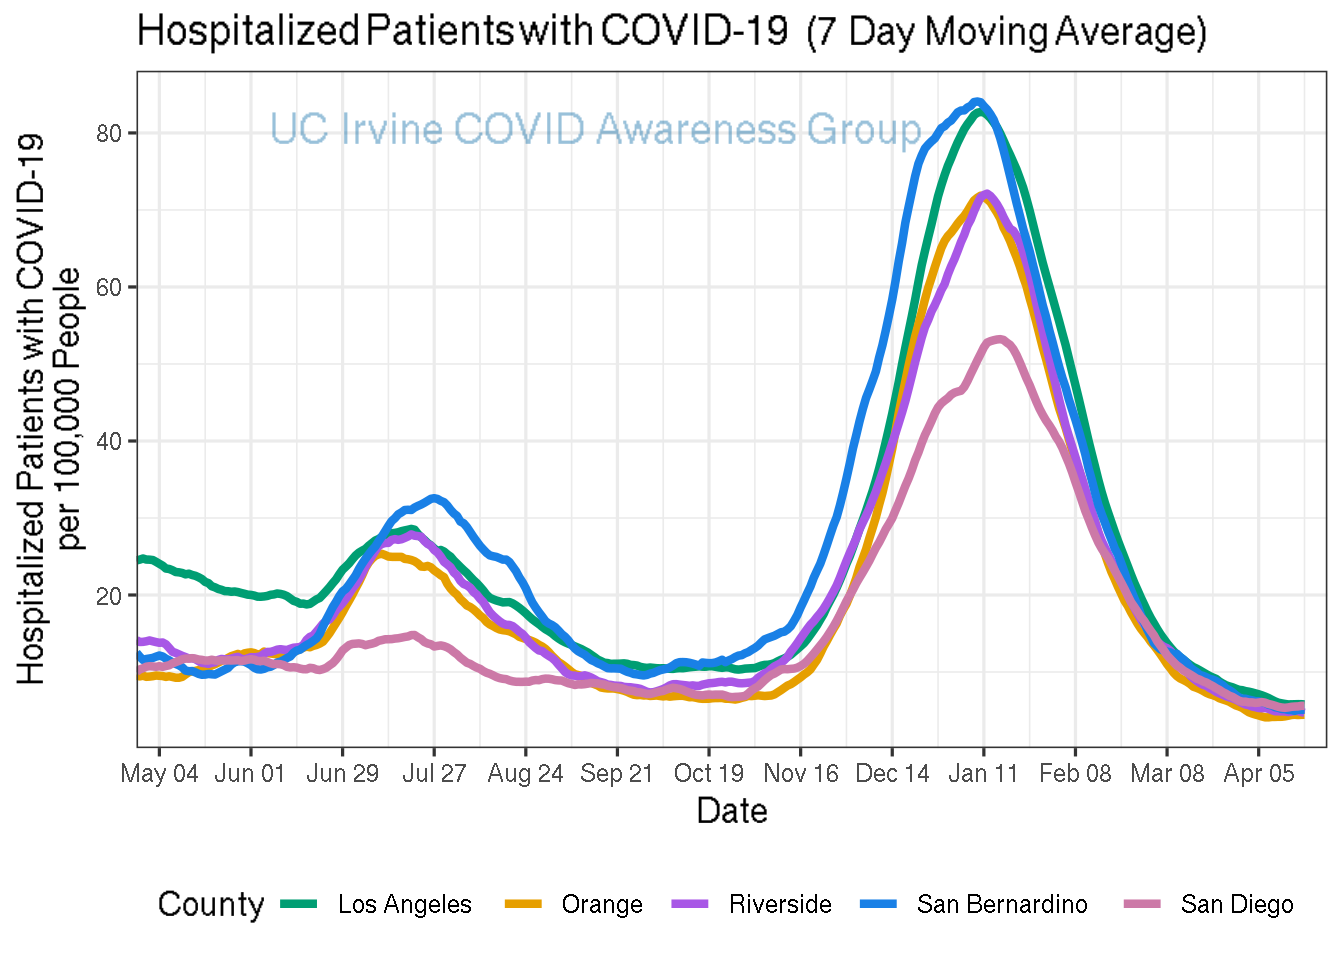 Hospitalized Patients with COVID-19 (7 Day Moving Average)
UC Irvine COVID Awareness Group
Hospitalized Patients with COVID-19
per 100,000 People
80
60
40
20
May 04 Jun 01 Jun 29 Jul 27 Aug 24 Sep 21 Oct 19 Nov 16 Dec 14 Jan 11 Feb 08 Mar 08 Apr 05
Date
County Los Angeles Orange Riverside San Bernardino San Diego